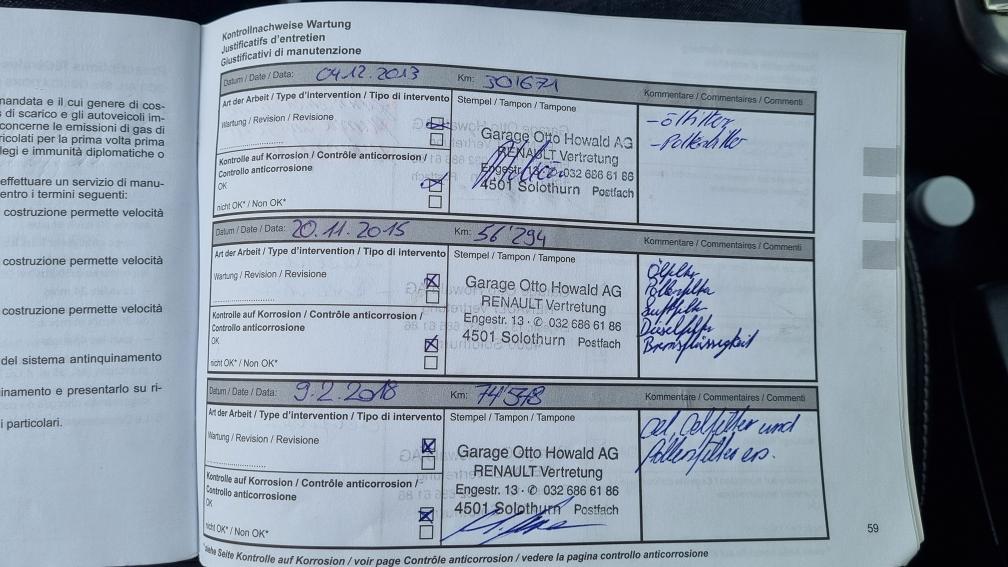 mandata e il cui genere di cos-
di scarico e gli autoveicoli im-
concerne le emissioni di gas di
ricolati per la prima volta prima
legi e immunità diplomatiche o
effettuare un servizio di manu-
entro i termini seguenti:
costruzione permette velocità
costruzione permette velocità
costruzione permette velocità
del sistema antinquinamento
inamento e presentarlo su ri-
i particolari.
Kontrollnachweise Wartung
Justificatifs d'entretien
Giustificativi di manutenzione
Datum / Date / Data: 04.12.2013 Km: 30'671
Kommentare / Commentaires / Commenti
Art der Arbeit / Type d'intervention / Tipo di intervento
Stempel / Tampon / Tampone
Wartung / Revision / Revisione
Kontrolle auf Korrosion / Contrôle anticorrosion /
Controllo anticorrosione
OK
nicht OK* / Non OK*
Garage Otto Howald AG
RENAULT Vertretung
Engestr. 13 032 686 61 86
4501 Solothurn Postfach
- Ölfilter
- Pollenfilter
Datum / Date / Data: 20.11.2015 Km: 56'294
Kommentare / Commentaires / Commenti
Art der Arbeit / Type d'intervention / Tipo di intervento
Stempel / Tampon / Tampone
Wartung / Revision / Revisione
Kontrolle auf Korrosion / Contrôle anticorrosion /
Controllo anticorrosione
OK
nicht OK* / Non OK*
Garage Otto Howald AG
RENAULT Vertretung
Engestr. 13 · ✆ 032 686 61 86
4501 Solothurn Postfach
Ölfilter
Pollenfilter
Luftfilter
Dieselfilter
Bremsflüssigkeit
Datum / Date / Data: 9.2.2018 Km: 74'578
Kommentare / Commentaires / Commenti
Art der Arbeit / Type d'intervention / Tipo di intervento
Stempel / Tampon / Tampone
Wartung / Revision / Revisione
Kontrolle auf Korrosion / Contrôle anticorrosion /
Controllo anticorrosione
OK
nicht OK* / Non OK*
Garage Otto Howald AG
RENAULT Vertretung
Engestr. 13 · ✆ 032 686 61 86
4501 Solothurn Postfach
Oel, Oelfilter und
Pollenfilter ers.
59
*siehe Seite Kontrolle auf Korrosion / voir page Contrôle anticorrosion / vedere la pagina controllo anticorrosione